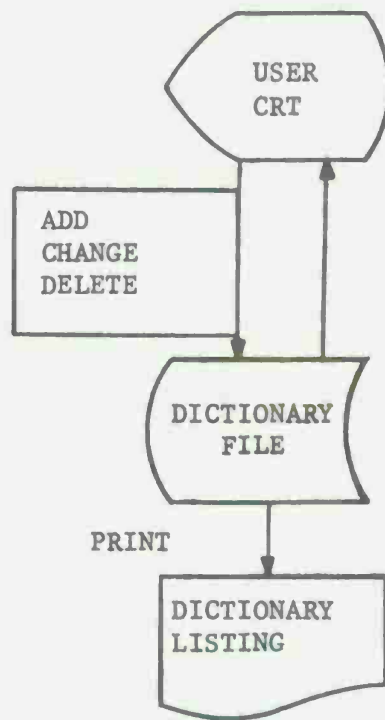 USER
CRT
ADD
CHANGE
DELETE
DICTIONARY
FILE
PRINT
DICTIONARY
LISTING